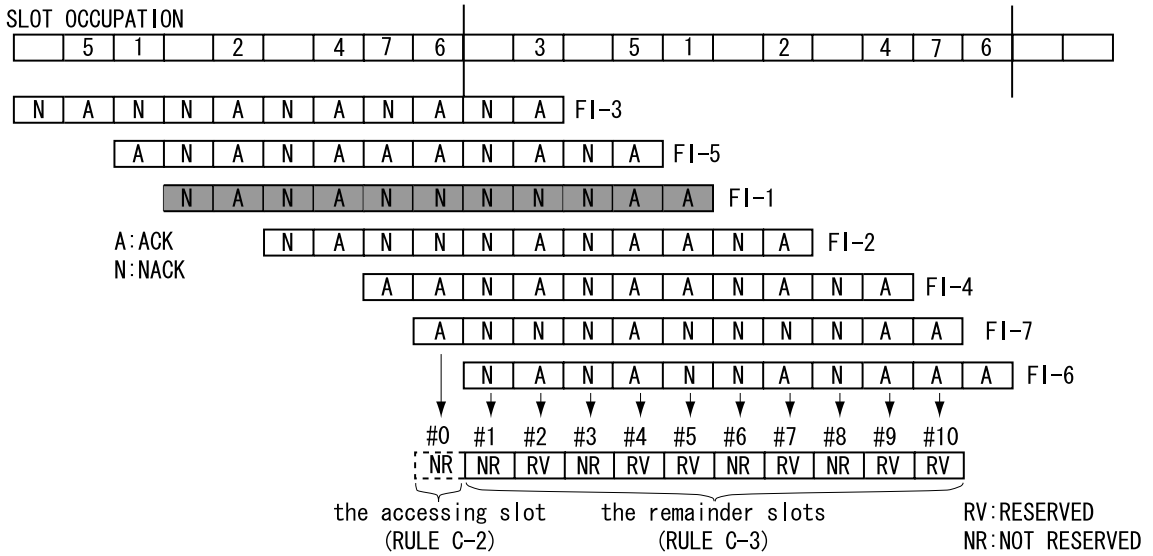 SLOT OCCUPATION
5 1 2 4 7 6 3 5 1 2 4 7 6
N A N N A N A N A N A FI-3
A N A N A A A N A N A FI-5
N A N A N N N N N A A FI-1
A:ACK
N:NACK
N A N N N A N A A N A FI-2
A A N A N A A N A N A FI-4
A N N N A N N N A A A FI-7
N A N A N N A N A A A FI-6
#0 #1 #2 #3 #4 #5 #6 #7 #8 #9 #10
NR NR RV NR RV RV NR RV NR RV RV
the accessing slot
(RULE C-2)
the remainder slots
(RULE C-3)
RV:RESERVED
NR:NOT RESERVED